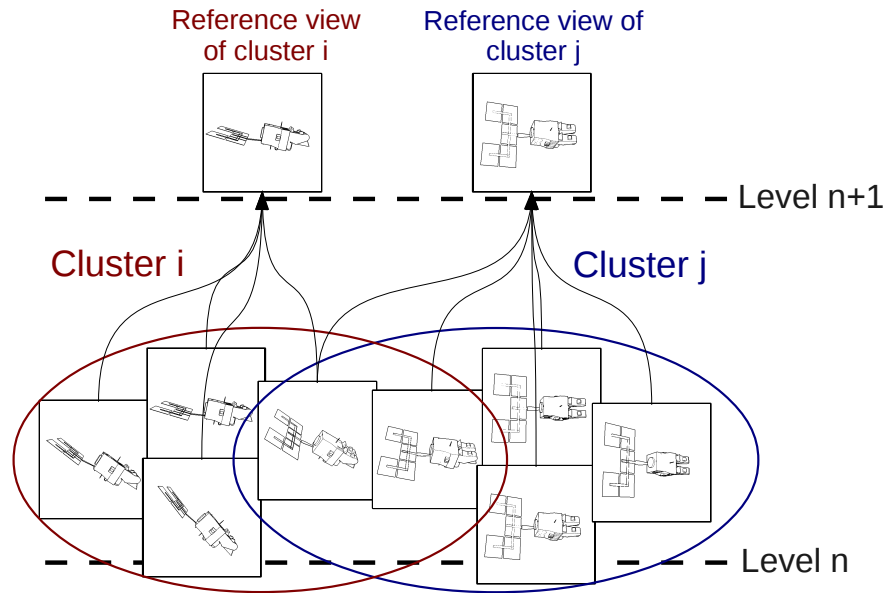 Reference view
of cluster i
Reference view of
cluster j
Level n+1
Cluster i
Cluster j
Level n